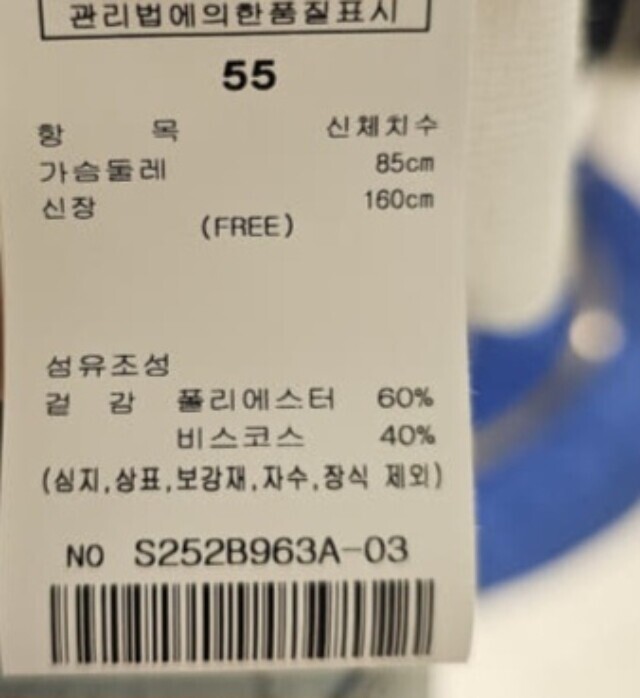 관리법에의한품질표시
55
항 목 신체치수
가슴둘레 85cm
신장 160cm
(FREE)
섬유조성
겉 감 폴리에스터 60%
비스코스 40%
(심지,상표,보강재,자수,장식 제외)
NO S252B963A-03